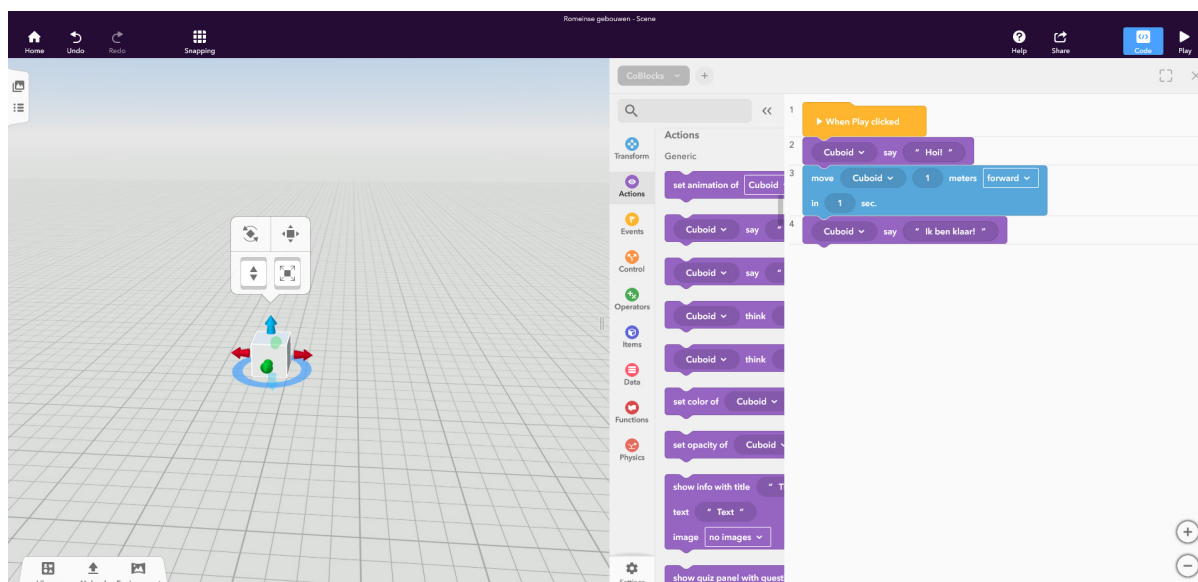 Romeinse gebouwen - Scene
Home Undo Redo Snapping Help Share Code Play
CoBlocks +
Transform
Actions
Events
Control
Operators
Items
Data
Functions
Physics
Settings
Actions
Generic
set animation of Cuboid
Cuboid say "
Cuboid say "
Cuboid think
Cuboid think
set color of Cuboid
set opacity of Cuboid
show info with title " T
text " Text "
image no images
show quiz panel with quest
1
When Play clicked
2
Cuboid say " Hoi! "
3
move Cuboid 1 meters forward
in 1 sec.
4
Cuboid say " Ik ben klaar! "